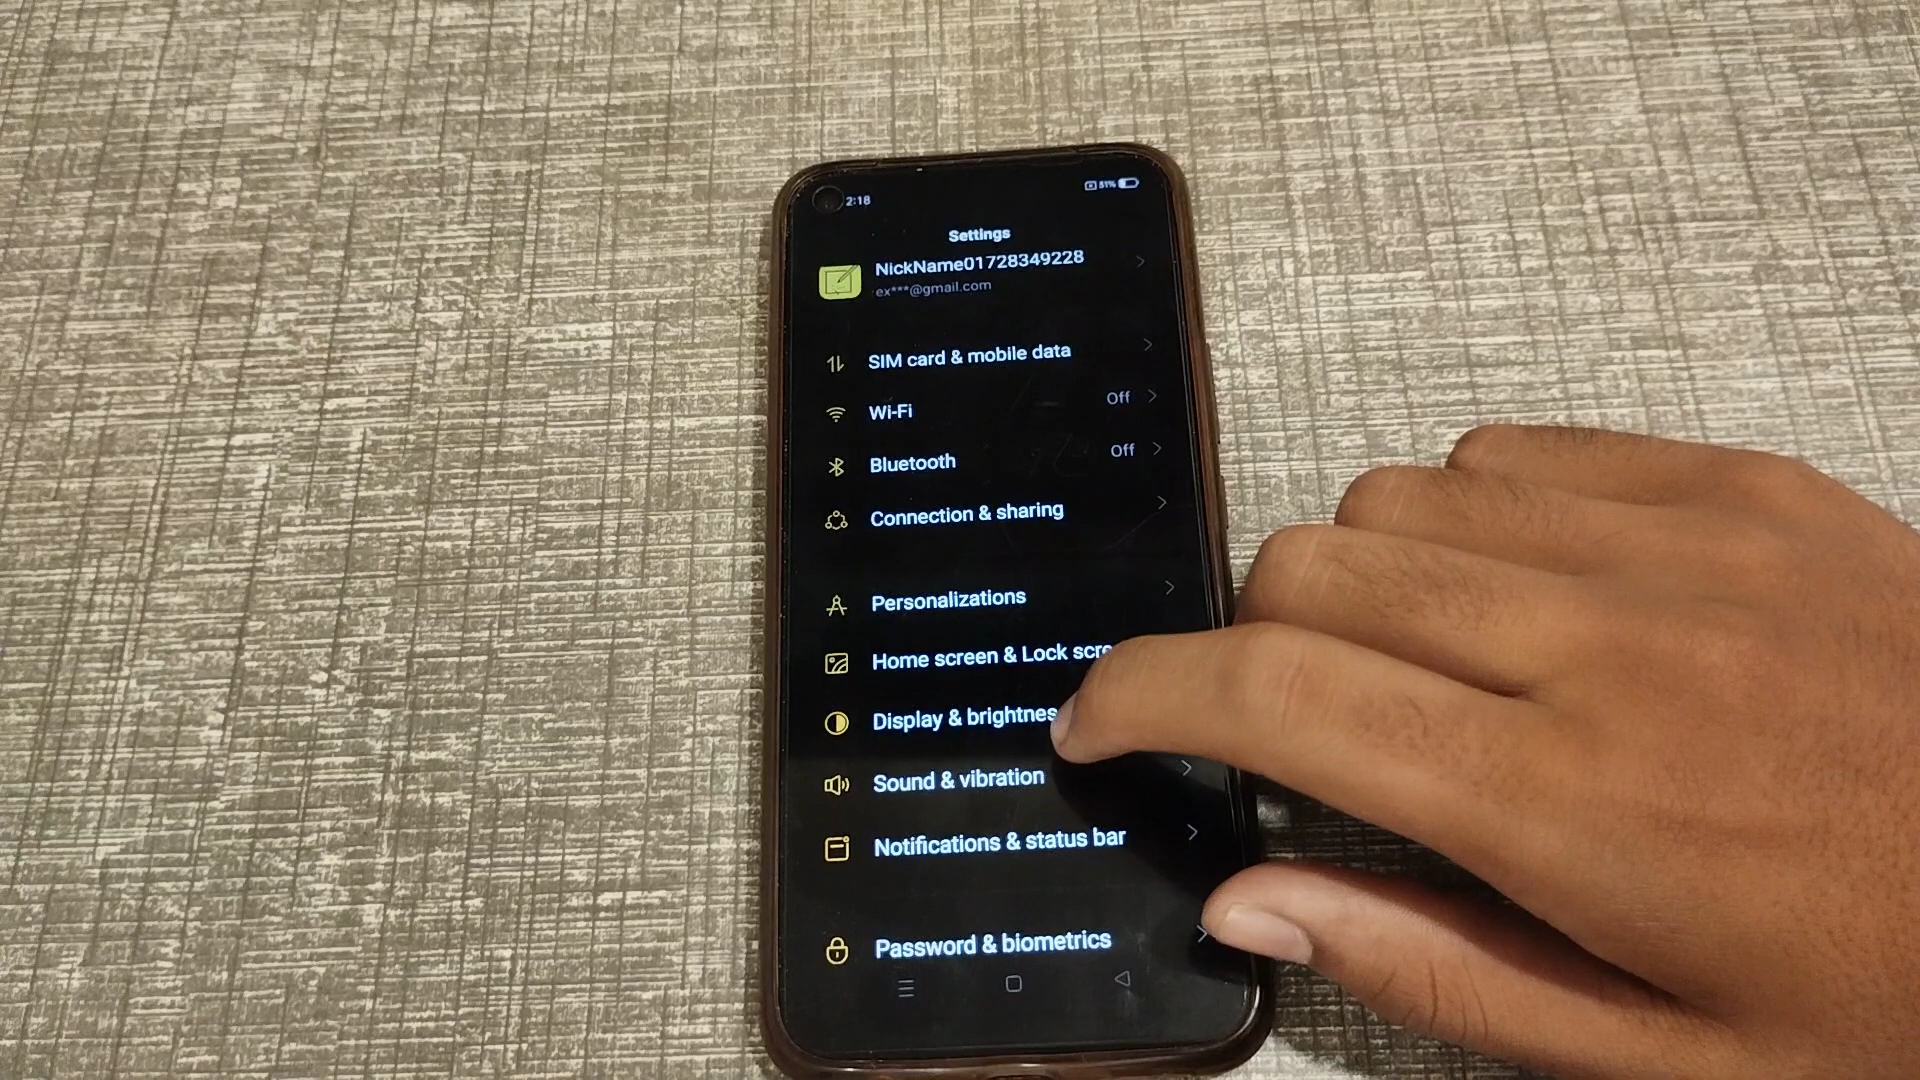 2:18
51%
Settings
NickName01728349228
ex***@gmail.com
SIM card & mobile data
Wi-Fi Off
Bluetooth Off
Connection & sharing
Personalizations
Home screen & Lock scre
Display & brightnes
Sound & vibration
Notifications & status bar
Password & biometrics